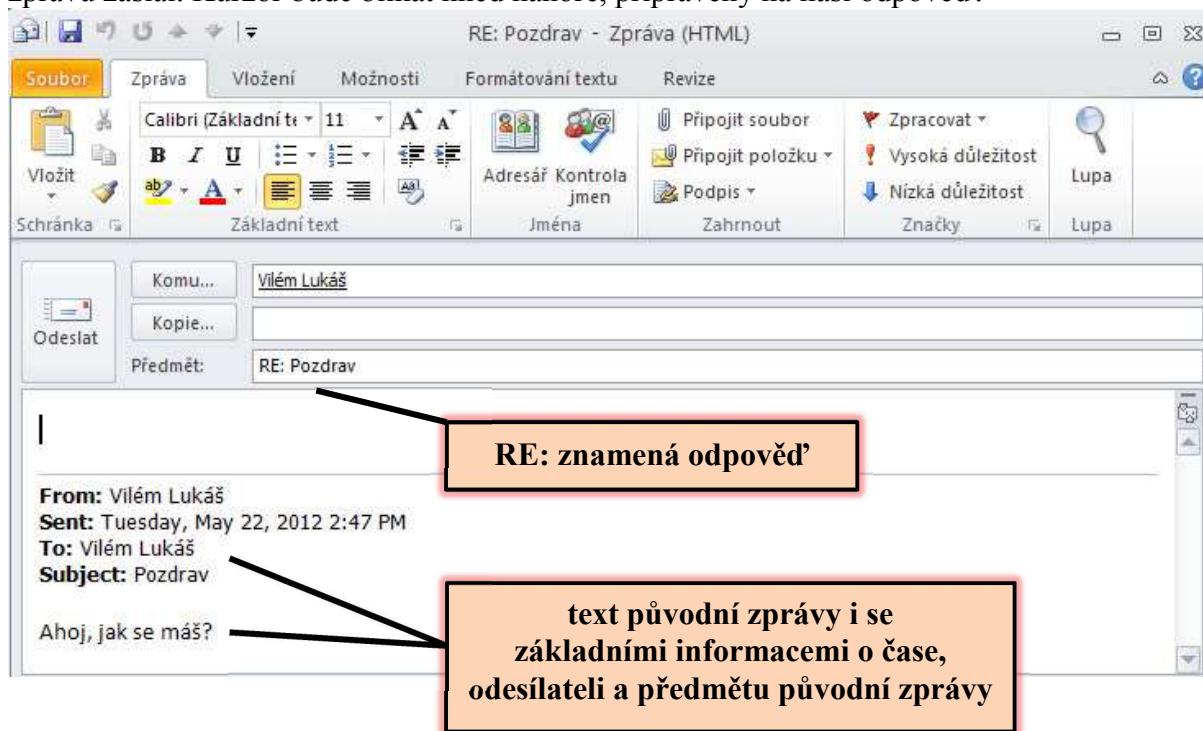 zprávu zaslal. Kurzor bude blikat hned nahoře, připravený na naši odpověď.
RE: Pozdrav - Zpráva (HTML)
Soubor Zpráva Vložení Možnosti Formátování textu Revize
Calibri (Základní te 11
Vložit
Schránka
B I U
Základní text
Adresář Kontrola jmen
Jména
Připojit soubor
Připojit položku
Podpis
Zahrnout
Zpracovat
Vysoká důležitost
Nízká důležitost
Značky
Lupa
Lupa
Odeslat
Komu... Vilém Lukáš
Kopie...
Předmět: RE: Pozdrav
RE: znamená odpověď
From: Vilém Lukáš
Sent: Tuesday, May 22, 2012 2:47 PM
To: Vilém Lukáš
Subject: Pozdrav
Ahoj, jak se máš?
text původní zprávy i se
základními informacemi o čase,
odesílateli a předmětu původní zprávy